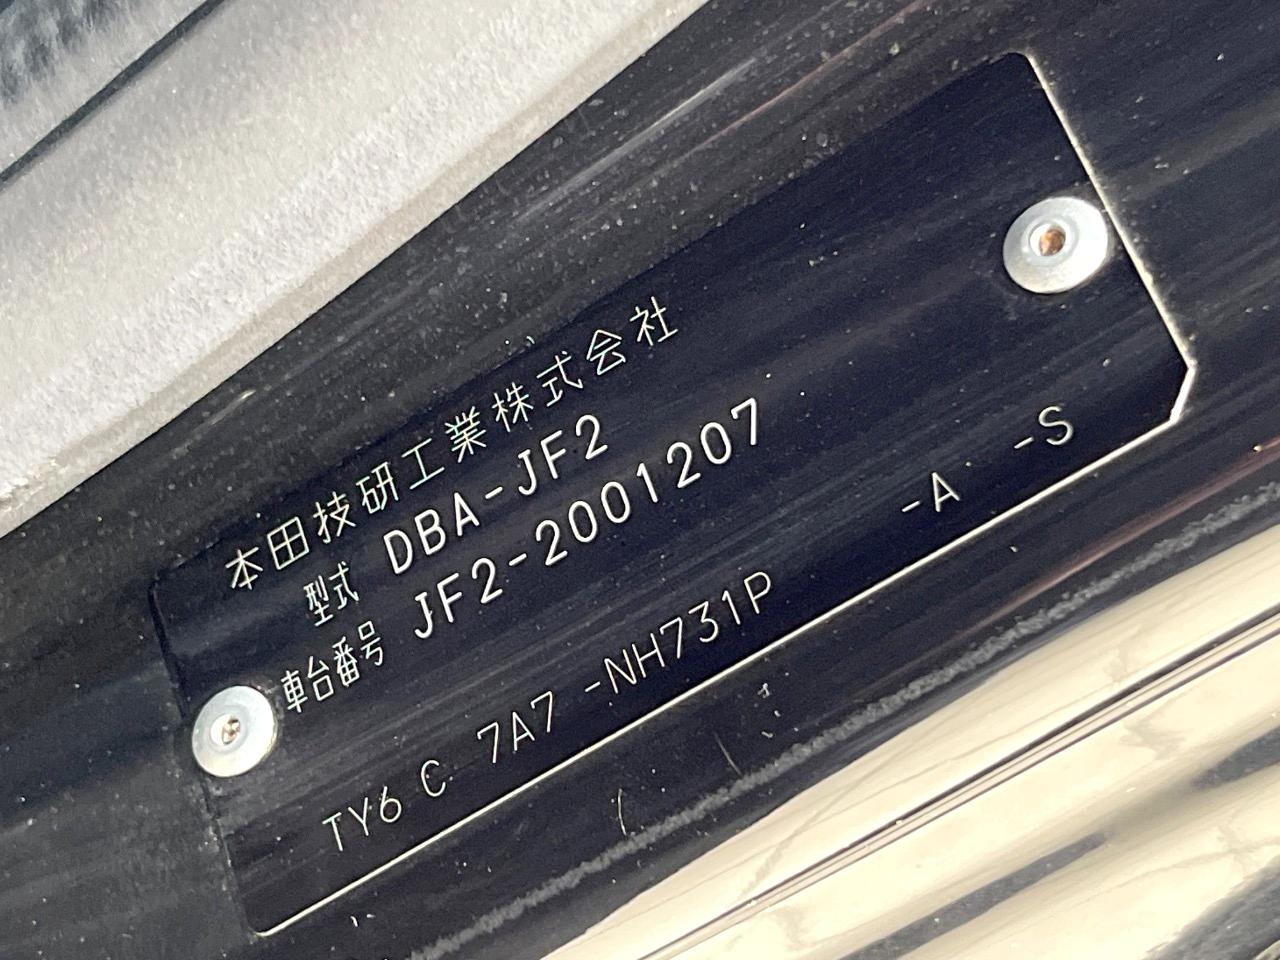 本田技研工業株式会社
型式 DBA-JF2
車台番号 JF2-2001207
TY6 C 7A7 -NH731P -A -S